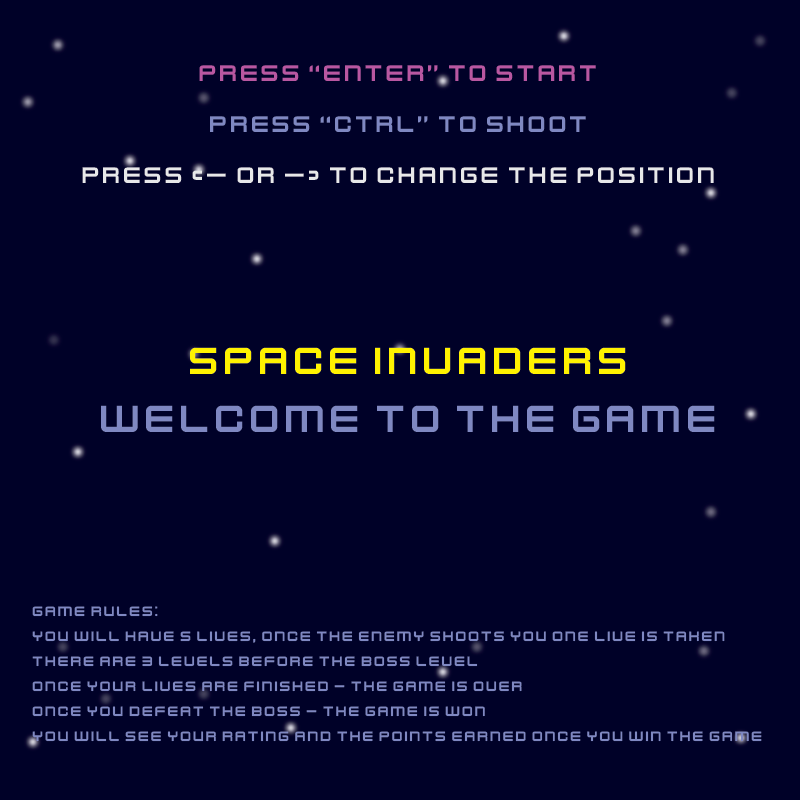 PRESS “ENTER” TO START
PRESS “CTRL” TO SHOOT
PRESS <— OR —> TO CHANGE THE POSITION
SPACE INVADERS
WELCOME TO THE GAME
GAME RULES:
YOU WILL HAVE 5 LIVES, ONCE THE ENEMY SHOOTS YOU ONE LIVE IS TAKEN
THERE ARE 3 LEVELS BEFORE THE BOSS LEVEL
ONCE YOUR LIVES ARE FINISHED – THE GAME IS OVER
ONCE YOU DEFEAT THE BOSS – THE GAME IS WON
YOU WILL SEE YOUR RATING AND THE POINTS EARNED ONCE YOU WIN THE GAME